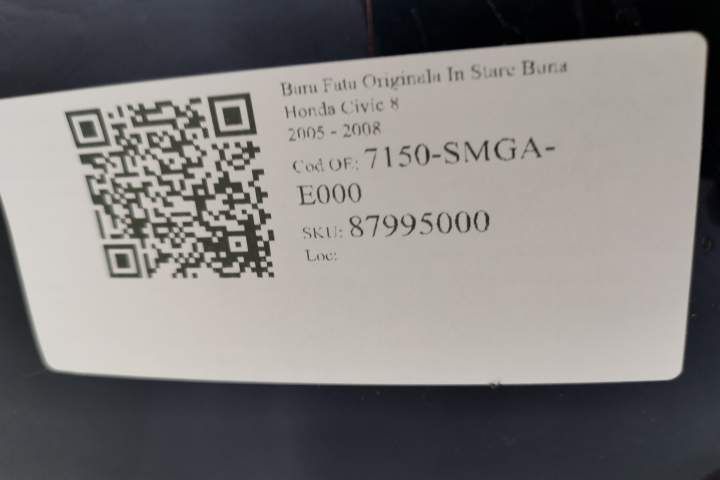 Bara Fata Originala In Stare Buna
Honda Civic 8
2005 - 2008
Cod OE: 7150-SMGA-
E000
SKU: 87995000
Loc: